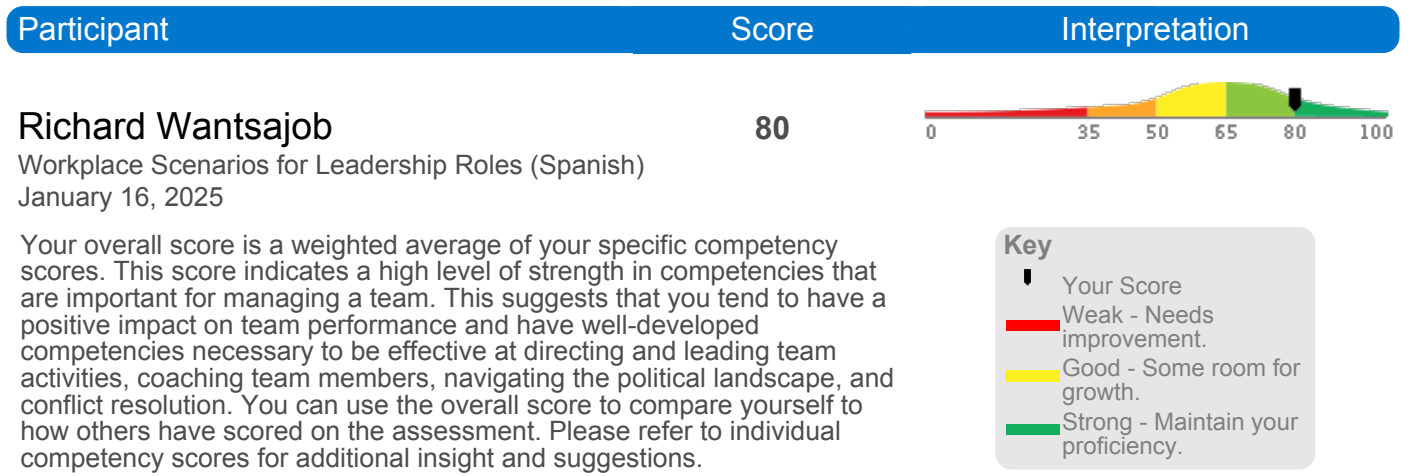 Participant Score Interpretation
Richard Wantsajob 80
0 35 50 65 80 100
Workplace Scenarios for Leadership Roles (Spanish)
January 16, 2025
Your overall score is a weighted average of your specific competency
scores. This score indicates a high level of strength in competencies that
are important for managing a team. This suggests that you tend to have a
positive impact on team performance and have well-developed
competencies necessary to be effective at directing and leading team
activities, coaching team members, navigating the political landscape, and
conflict resolution. You can use the overall score to compare yourself to
how others have scored on the assessment. Please refer to individual
competency scores for additional insight and suggestions.
Key
Your Score
Weak - Needs
improvement.
Good - Some room for
growth.
Strong - Maintain your
proficiency.